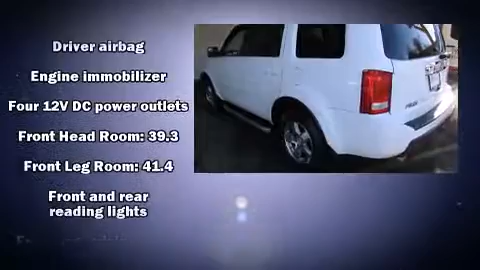 Driver airbag
Engine immobilizer
Four 12V DC power outlets
Front Head Room: 39.3
Front Leg Room: 41.4
Front and rear
reading lights